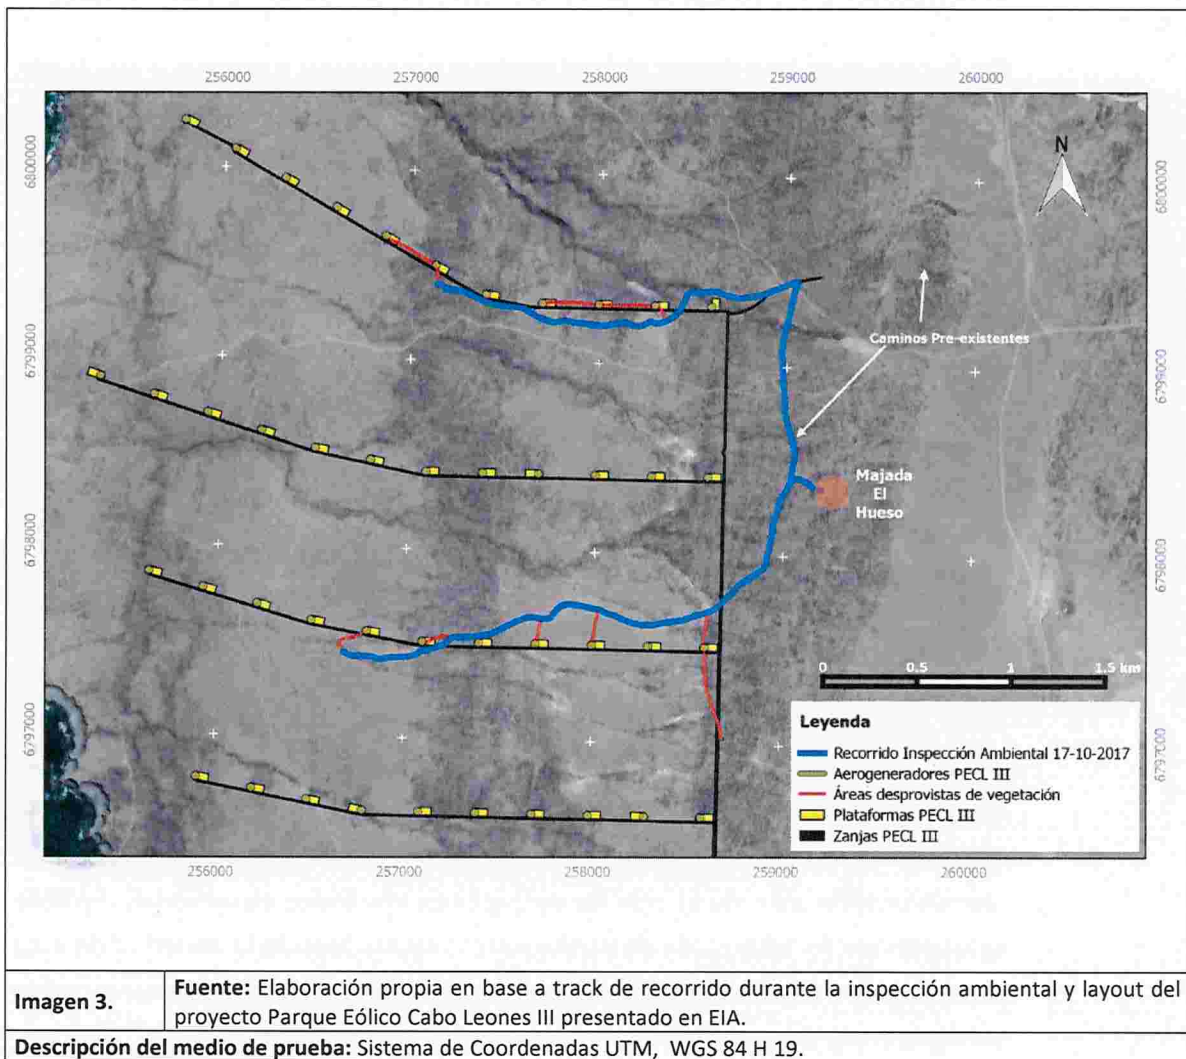 256000 257000 258000 259000 260000
6800000
6800000
N
6799000
6799000
Caminos Pre-existentes
Majada
El
Hueso
6798000
6798000
0 0.5 1 1.5 km
6797000
6797000
Leyenda
Recorrido Inspección Ambiental 17-10-2017
Aerogeneradores PECL III
Áreas desprovistas de vegetación
Plataformas PECL III
Zanjas PECL III
256000 257000 258000 259000 260000
Imagen 3.
Fuente: Elaboración propia en base a track de recorrido durante la inspección ambiental y layout del
proyecto Parque Eólico Cabo Leones III presentado en EIA.
Descripción del medio de prueba: Sistema de Coordenadas UTM, WGS 84 H 19.